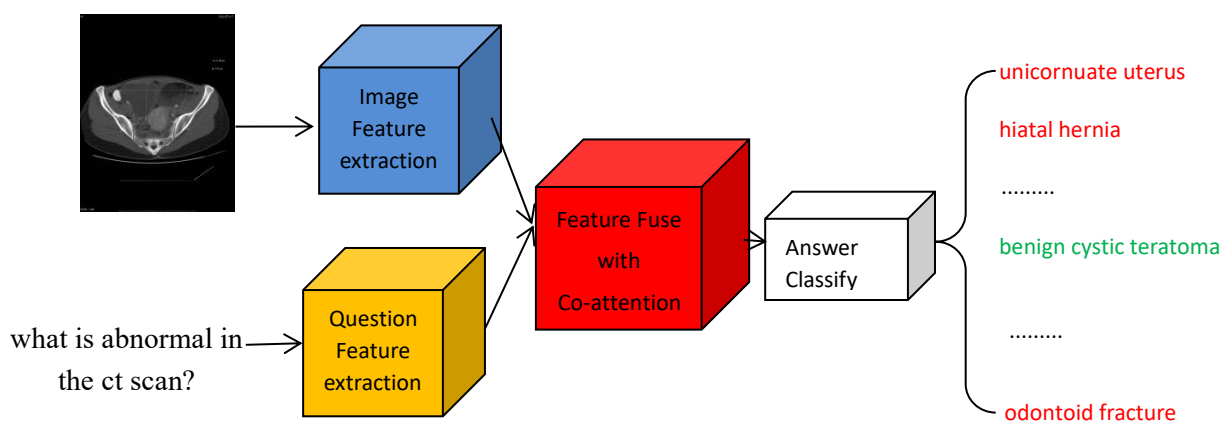 Image
Feature
extraction
what is abnormal in
the ct scan?
Question
Feature
extraction
Feature Fuse
with
Co-attention
Answer
Classify
unicornuate uterus
hiatal hernia
.........
benign cystic teratoma
.........
odontoid fracture